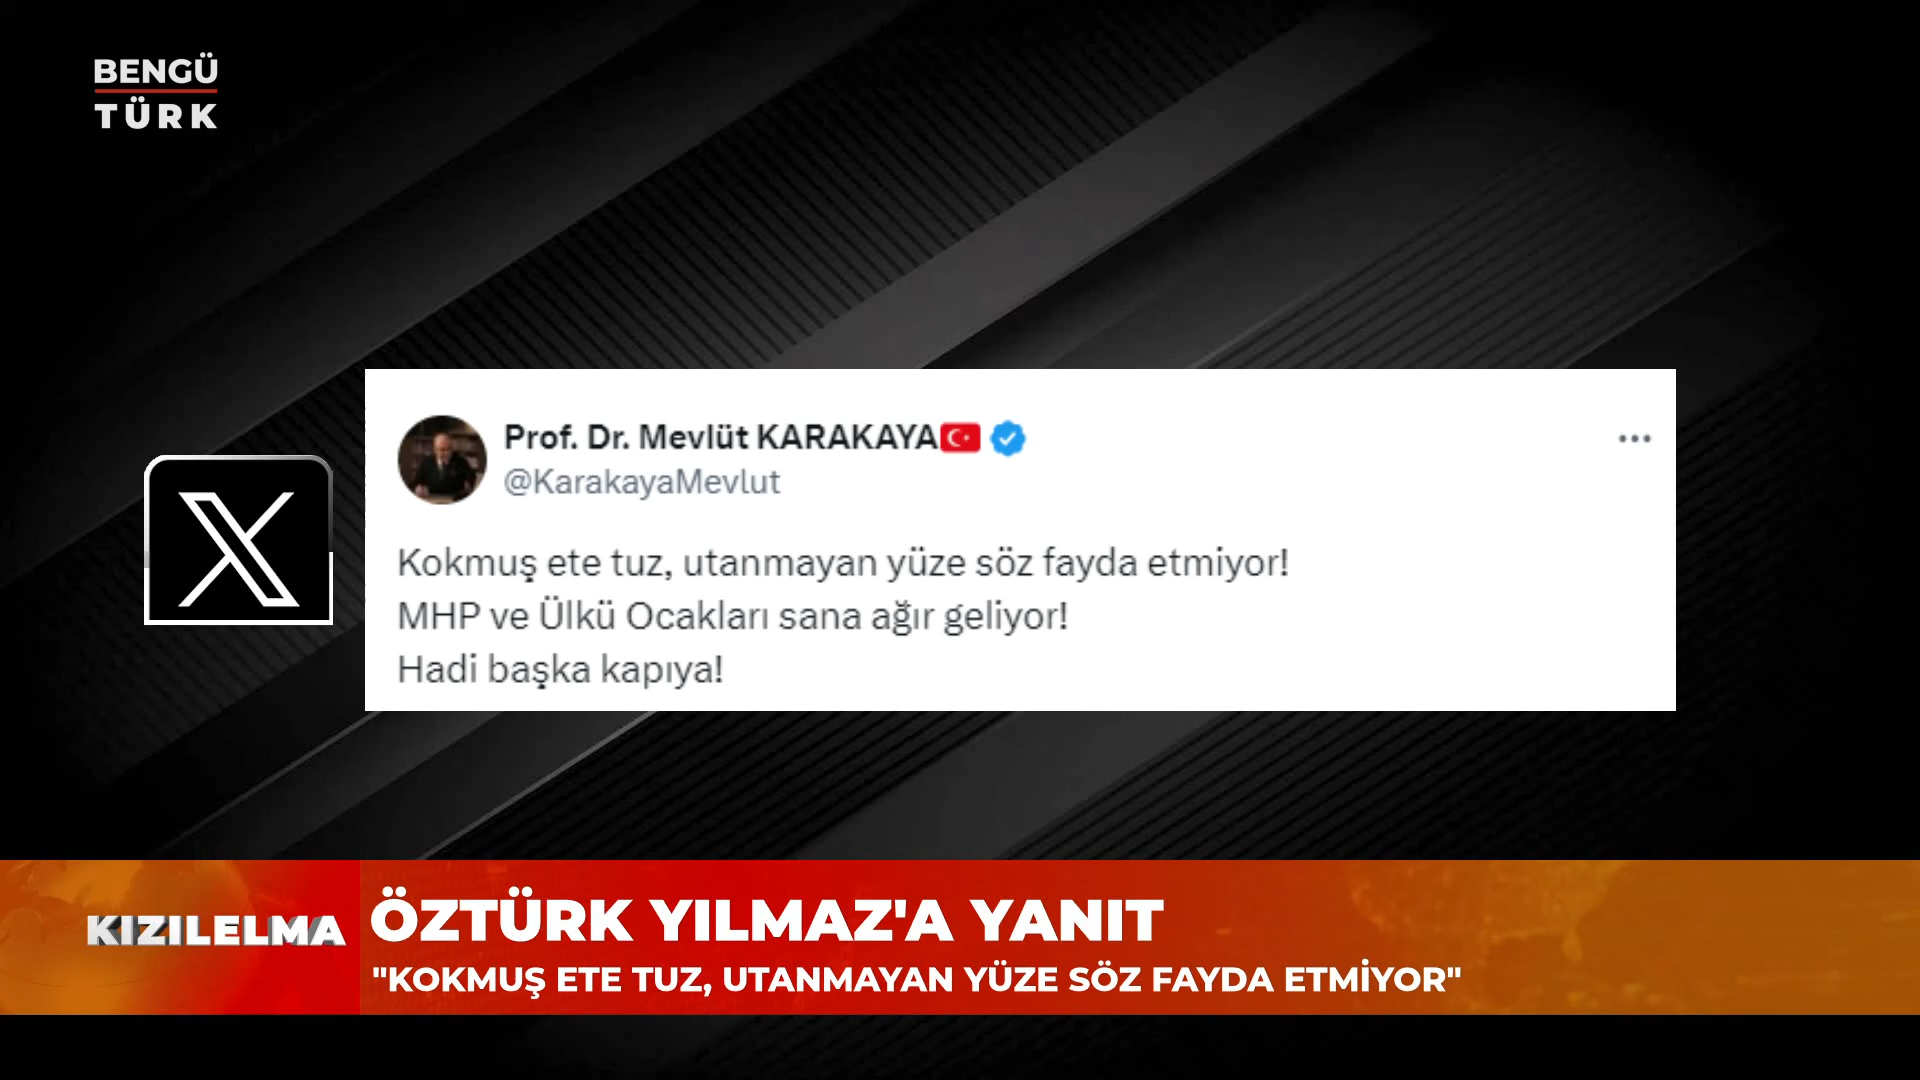 BENGÜ
TÜRK
Prof. Dr. Mevlüt KARAKAYA
@KarakayaMevlut
Kokmuş ete tuz, utanmayan yüze söz fayda etmiyor!
MHP ve Ülkü Ocakları sana ağır geliyor!
Hadi başka kapıya!
KIZILELMA
ÖZTÜRK YILMAZ'A YANIT
"KOKMUŞ ETE TUZ, UTANMAYAN YÜZE SÖZ FAYDA ETMİYOR"